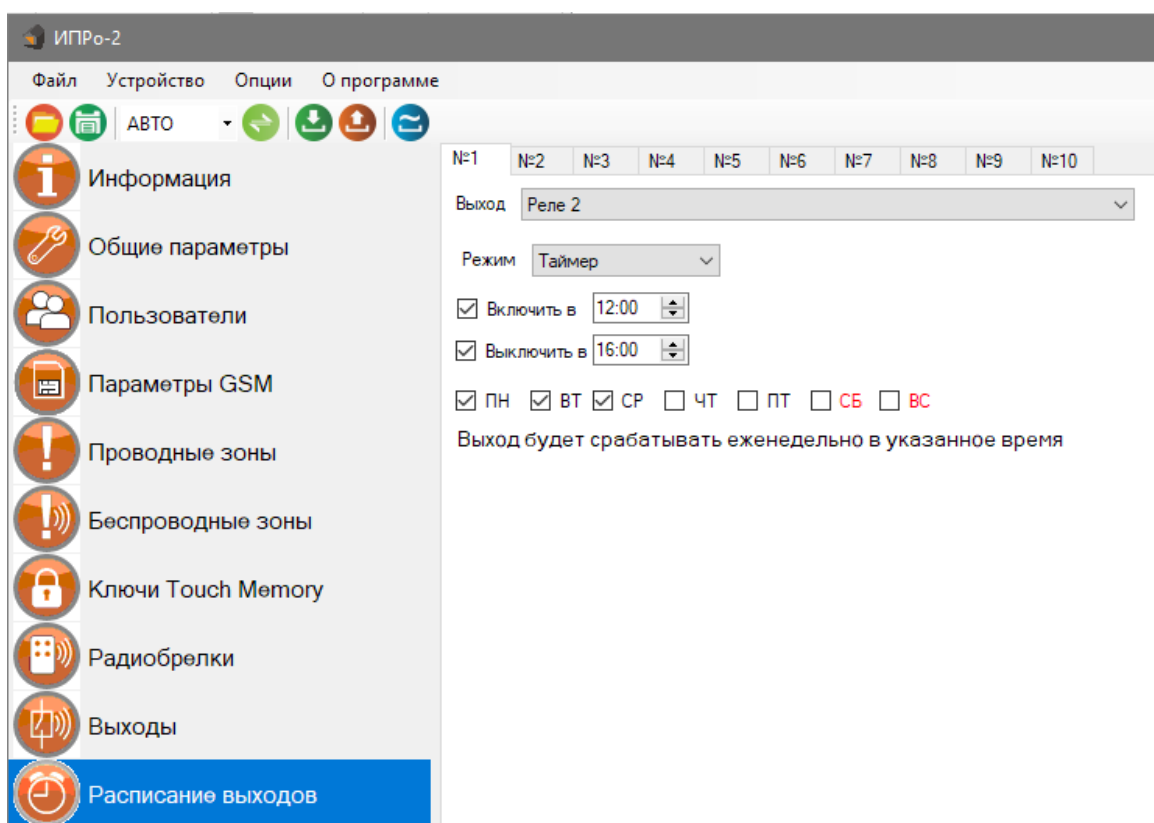 ИПРо-2
Файл Устройство Опции О программе
АВТО
Информация
Общие параметры
Пользователи
Параметры GSM
Проводные зоны
Беспроводные зоны
Ключи Touch Memory
Радиобрелки
Выходы
Расписание выходов
№1 №2 №3 №4 №5 №6 №7 №8 №9 №10
Выход Реле 2
Режим Таймер
Включить в 12:00
Выключить в 16:00
ПН ВТ СР ЧТ ПТ СБ ВС
Выход будет срабатывать еженедельно в указанное время